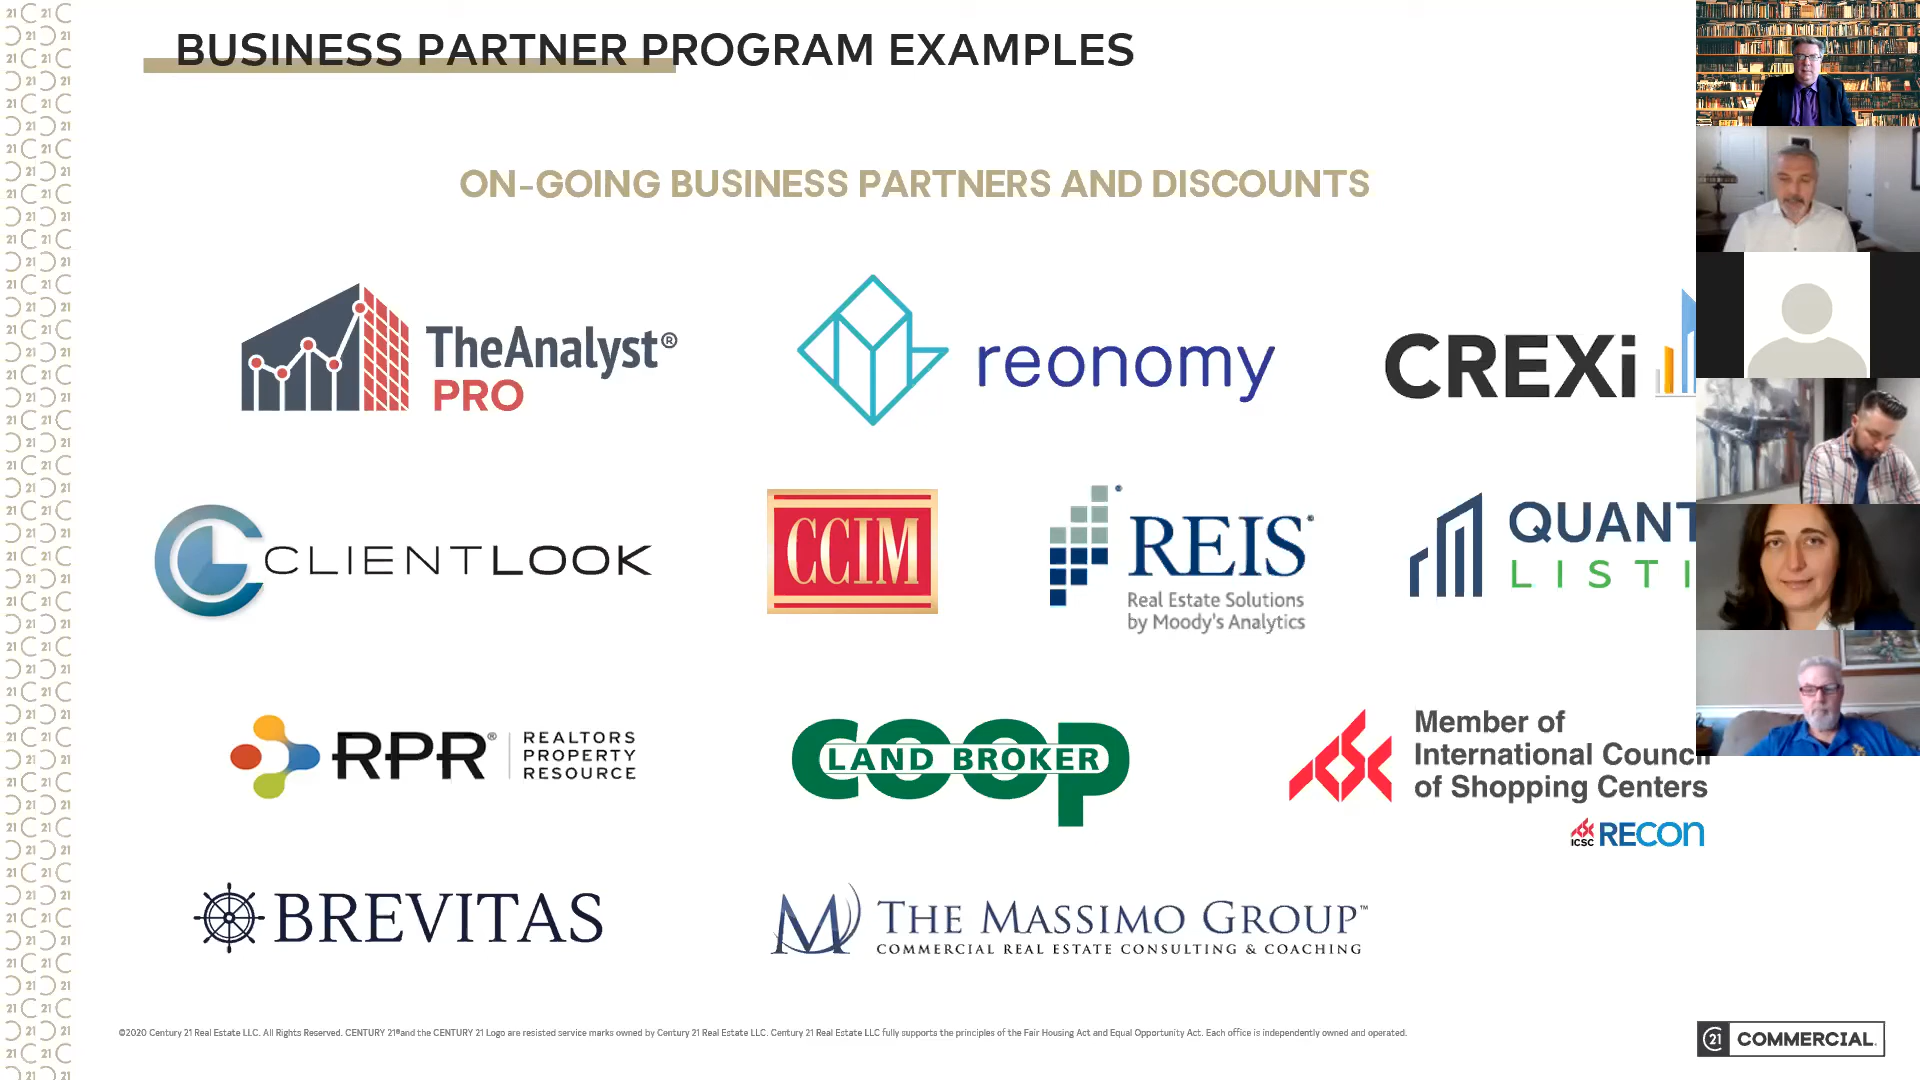 BUSINESS PARTNER PROGRAM EXAMPLES
ON-GOING BUSINESS PARTNERS AND DISCOUNTS
TheAnalyst®
PRO
reonomy
CREXi
CLIENTLOOK
CCIM
REIS®
Real Estate Solutions
by Moody's Analytics
QUANT
LISTI
RPR®
REALTORS
PROPERTY
RESOURCE
COOP
LAND BROKER
Member of
International Council
of Shopping Centers
ICSC RECON
BREVITAS
M THE MASSIMO GROUP™
COMMERCIAL REAL ESTATE CONSULTING & COACHING
©2020 Century 21 Real Estate LLC. All Rights Reserved. CENTURY 21®and the CENTURY 21 Logo are resisted service marks owned by Century 21 Real Estate LLC. Century 21 Real Estate LLC fully supports the principles of the Fair Housing Act and Equal Opportunity Act. Each office is independently owned and operated.
C21 COMMERCIAL.